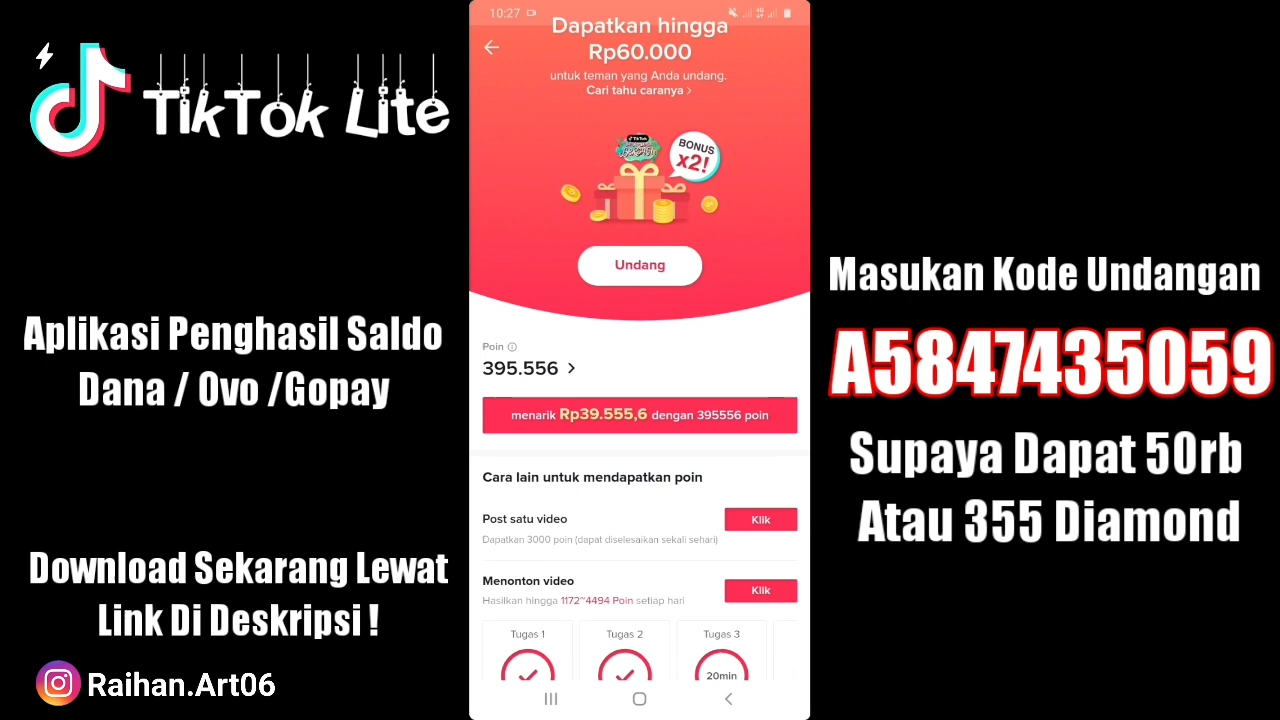 TikTok Lite
Aplikasi Penghasil Saldo
Dana / Ovo /Gopay
Download Sekarang Lewat
Link Di Deskripsi !
Raihan.Art06
10:27
Dapatkan hingga
Rp60.000
untuk teman yang Anda undang.
Cari tahu caranya >
TikTok
BONUS
x2!
Undang
Poin
395.556 >
menarik Rp39.555,6 dengan 395556 poin
Cara lain untuk mendapatkan poin
Post satu video
Klik
Dapatkan 3000 poin (dapat diselesaikan sekali sehari)
Menonton video
Klik
Hasilkan hingga 1172~4494 Poin setiap hari
Tugas 1
Tugas 2
Tugas 3
20min
Masukan Kode Undangan
A5847435059
Supaya Dapat 50rb
Atau 355 Diamond